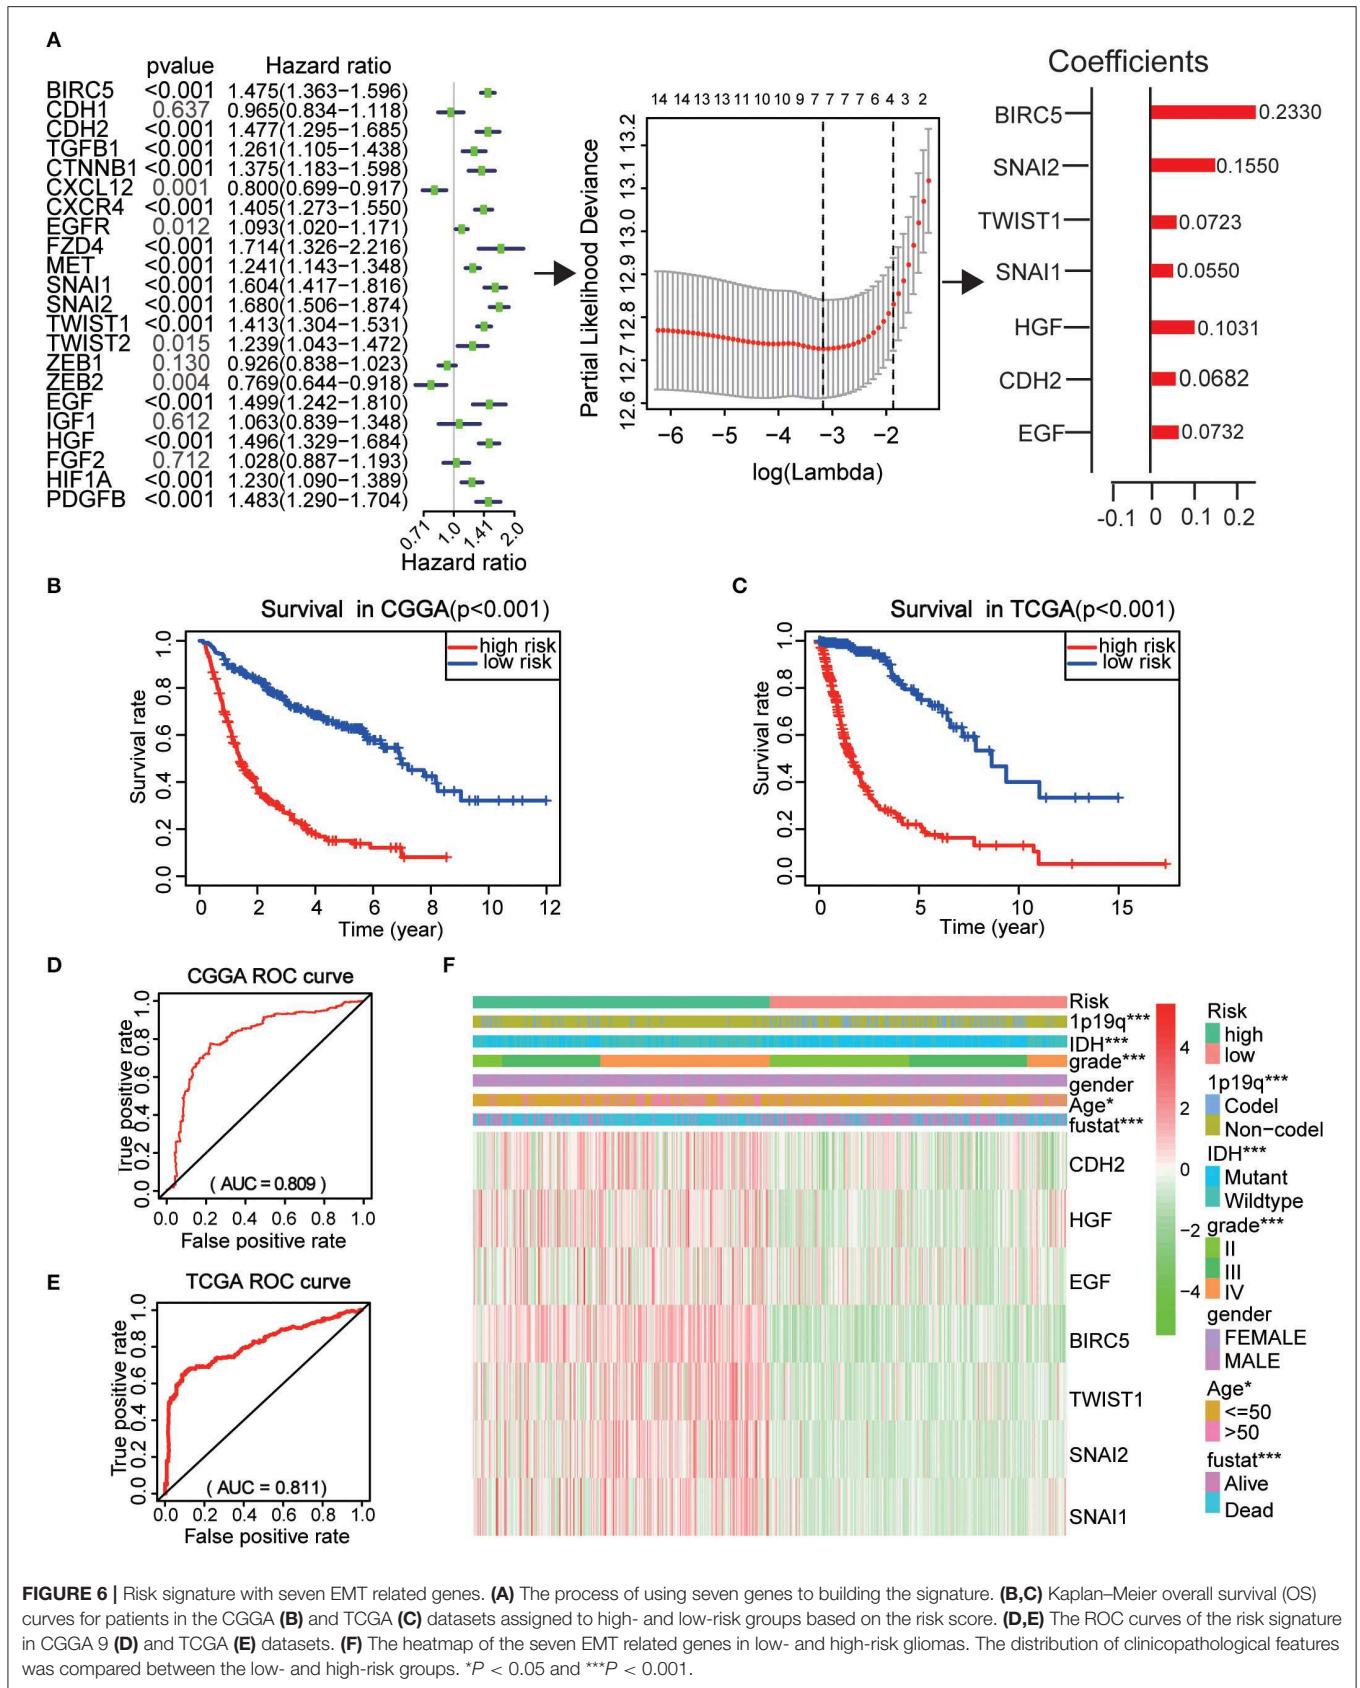 A
pvalue Hazard ratio
BIRC5 <0.001 1.475(1.363−1.596)
CDH1 0.637 0.965(0.834−1.118)
CDH2 <0.001 1.477(1.295−1.685)
TGFB1 <0.001 1.261(1.105−1.438)
CTNNB1 <0.001 1.375(1.183−1.598)
CXCL12 0.001 0.800(0.699−0.917)
CXCR4 <0.001 1.405(1.273−1.550)
EGFR 0.012 1.093(1.020−1.171)
FZD4 <0.001 1.714(1.326−2.216)
MET <0.001 1.241(1.143−1.348)
SNAI1 <0.001 1.604(1.417−1.816)
SNAI2 <0.001 1.680(1.506−1.874)
TWIST1 <0.001 1.413(1.304−1.531)
TWIST2 0.015 1.239(1.043−1.472)
ZEB1 0.130 0.926(0.838−1.023)
ZEB2 0.004 0.769(0.644−0.918)
EGF <0.001 1.499(1.242−1.810)
IGF1 0.612 1.063(0.839−1.348)
HGF <0.001 1.496(1.329−1.684)
FGF2 0.712 1.028(0.887−1.193)
HIF1A <0.001 1.230(1.090−1.389)
PDGFB <0.001 1.483(1.290−1.704)
0.71 1.0 1.41 2.0
Hazard ratio
14 14 13 13 11 10 10 9 7 7 7 7 6 4 3 2
Partial Likelihood Deviance
13.2
13.1
13.0
12.9
12.8
12.7
12.6
−6 −5 −4 −3 −2
log(Lambda)
Coefficients
BIRC5 0.2330
SNAI2 0.1550
TWIST1 0.0723
SNAI1 0.0550
HGF 0.1031
CDH2 0.0682
EGF 0.0732
-0.1 0 0.1 0.2
B
Survival in CGGA(p<0.001)
high risk
low risk
Survival rate
1.0
0.8
0.6
0.4
0.2
0.0
0 2 4 6 8 10 12
Time (year)
C
Survival in TCGA(p<0.001)
high risk
low risk
Survival rate
1.0
0.8
0.6
0.4
0.2
0.0
0 5 10 15
Time (year)
D
CGGA ROC curve
True positive rate
1.0
0.8
0.6
0.4
0.2
0.0
( AUC = 0.809 )
0.0 0.2 0.4 0.6 0.8 1.0
False positive rate
E
TCGA ROC curve
True positive rate
1.0
0.8
0.6
0.4
0.2
0.0
( AUC = 0.811)
0.0 0.2 0.4 0.6 0.8 1.0
False positive rate
F
Risk
1p19q***
IDH***
grade***
gender
Age*
fustat***
CDH2
HGF
EGF
BIRC5
TWIST1
SNAI2
SNAI1
4
2
0
−2
−4
Risk
high
low
1p19q***
Codel
Non−codel
IDH***
Mutant
Wildtype
grade***
II
III
IV
gender
FEMALE
MALE
Age*
<=50
>50
fustat***
Alive
Dead
FIGURE 6 | Risk signature with seven EMT related genes. (A) The process of using seven genes to building the signature. (B,C) Kaplan–Meier overall survival (OS)
curves for patients in the CGGA (B) and TCGA (C) datasets assigned to high- and low-risk groups based on the risk score. (D,E) The ROC curves of the risk signature
in CGGA 9 (D) and TCGA (E) datasets. (F) The heatmap of the seven EMT related genes in low- and high-risk gliomas. The distribution of clinicopathological features
was compared between the low- and high-risk groups. *P < 0.05 and ***P < 0.001.